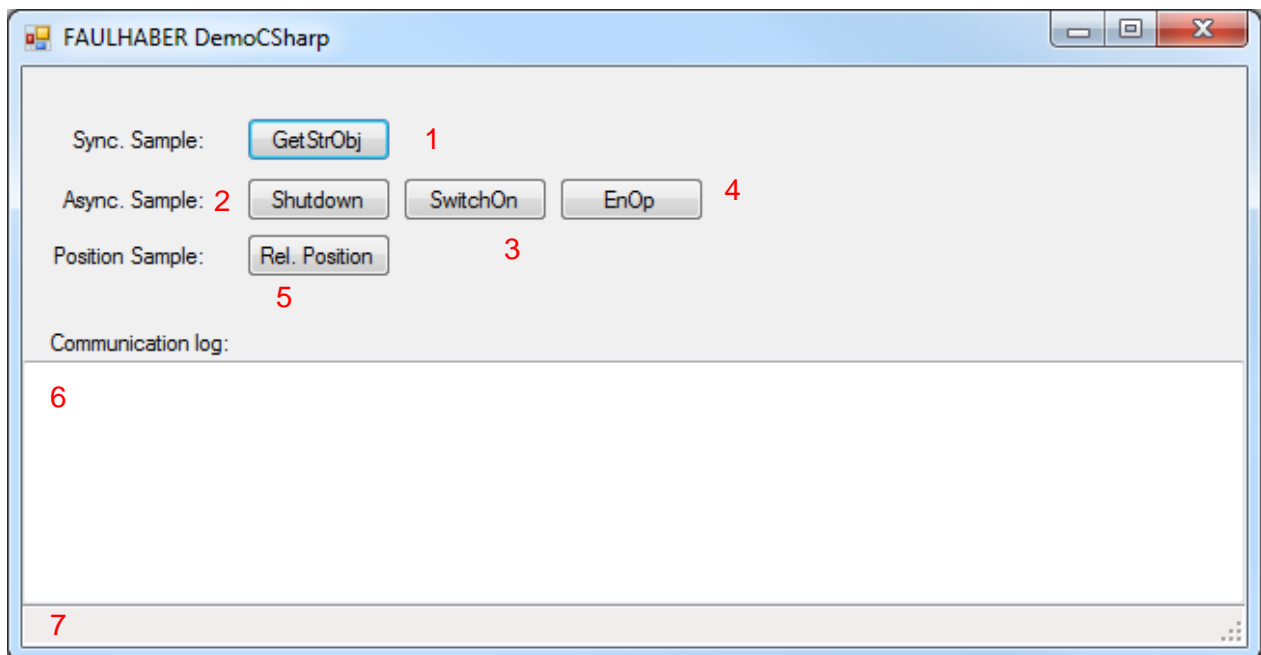 FAULHABER DemoCSharp
Sync. Sample: GetStrObj 1
Async. Sample: 2 Shutdown SwitchOn EnOp 4
Position Sample: Rel. Position 3
5
Communication log:
6
7